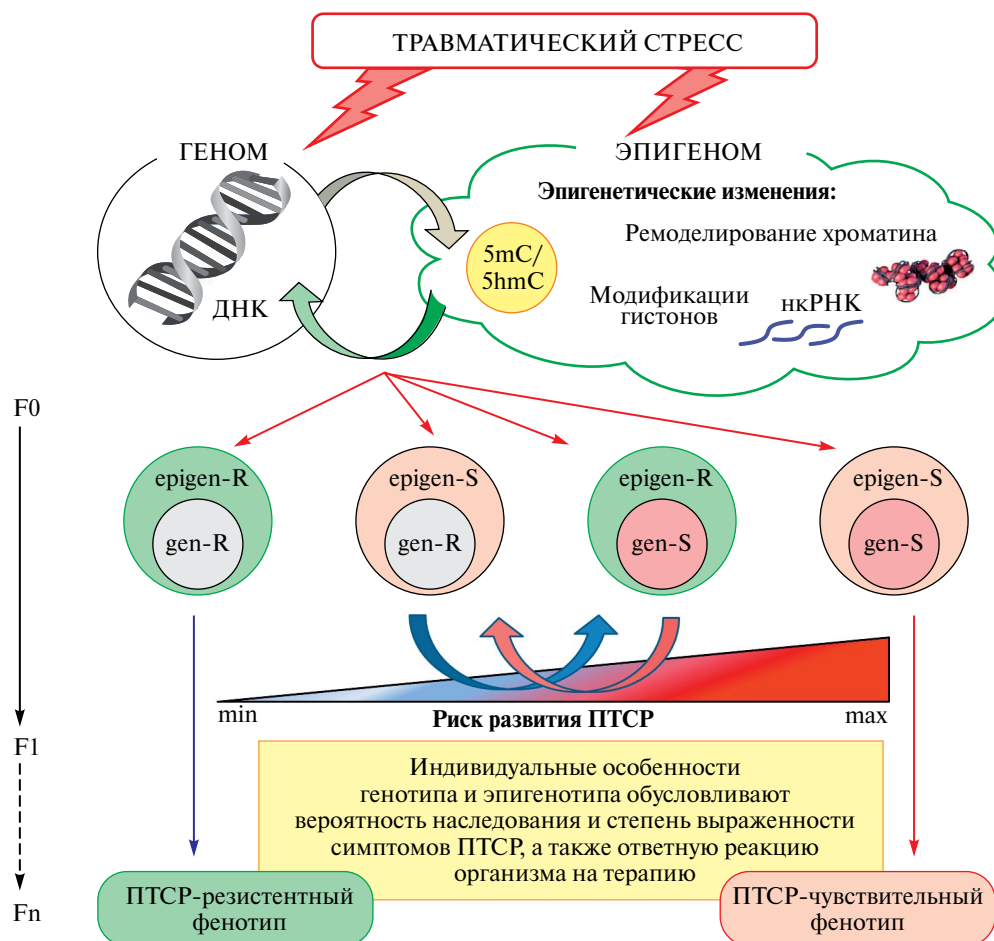 ТРАВМАТИЧЕСКИЙ СТРЕСС
ГЕНОМ
ЭПИГЕНОМ
Эпигенетические изменения:
Ремоделирование хроматина
5mC/
5hmC
Модификации
гистонов
нкРНК
ДНК
F0
epigen-R
gen-R
epigen-S
gen-R
epigen-R
gen-S
epigen-S
gen-S
min
Риск развития ПТСР
max
F1
Индивидуальные особенности
генотипа и эпигенотипа обусловливают
вероятность наследования и степень выраженности
симптомов ПТСР, а также ответную реакцию
организма на терапию
Fn
ПТСР-резистентный
фенотип
ПТСР-чувствительный
фенотип